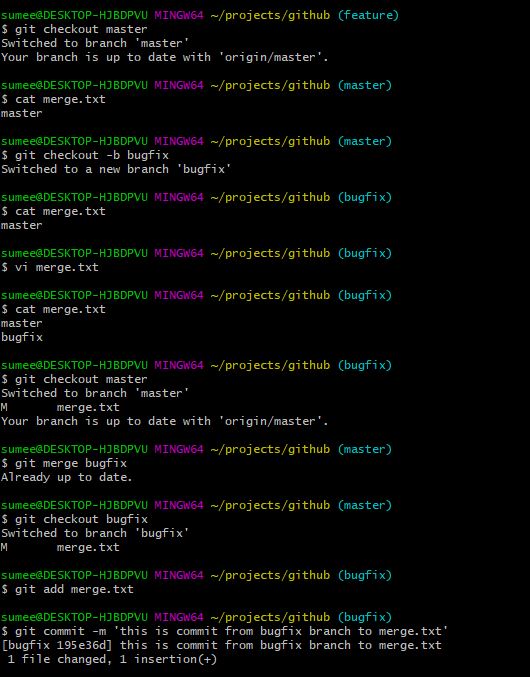 sumee@DESKTOP-HJBDPVU MINGW64 ~/projects/github (feature)
$ git checkout master
Switched to branch 'master'
Your branch is up to date with 'origin/master'.
sumee@DESKTOP-HJBDPVU MINGW64 ~/projects/github (master)
$ cat merge.txt
master
sumee@DESKTOP-HJBDPVU MINGW64 ~/projects/github (master)
$ git checkout -b bugfix
Switched to a new branch 'bugfix'
sumee@DESKTOP-HJBDPVU MINGW64 ~/projects/github (bugfix)
$ cat merge.txt
master
sumee@DESKTOP-HJBDPVU MINGW64 ~/projects/github (bugfix)
$ vi merge.txt
sumee@DESKTOP-HJBDPVU MINGW64 ~/projects/github (bugfix)
$ cat merge.txt
master
bugfix
sumee@DESKTOP-HJBDPVU MINGW64 ~/projects/github (bugfix)
$ git checkout master
Switched to branch 'master'
M       merge.txt
Your branch is up to date with 'origin/master'.
sumee@DESKTOP-HJBDPVU MINGW64 ~/projects/github (master)
$ git merge bugfix
Already up to date.
sumee@DESKTOP-HJBDPVU MINGW64 ~/projects/github (master)
$ git checkout bugfix
Switched to branch 'bugfix'
M       merge.txt
sumee@DESKTOP-HJBDPVU MINGW64 ~/projects/github (bugfix)
$ git add merge.txt
sumee@DESKTOP-HJBDPVU MINGW64 ~/projects/github (bugfix)
$ git commit -m 'this is commit from bugfix branch to merge.txt'
[bugfix 195e36d] this is commit from bugfix branch to merge.txt
 1 file changed, 1 insertion(+)